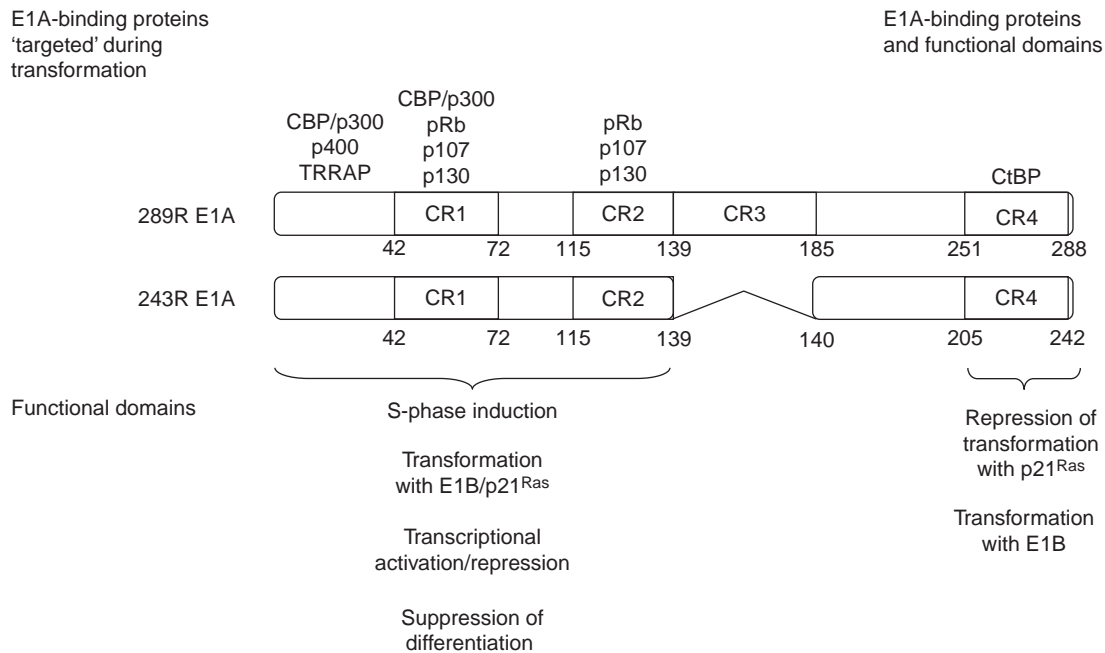 E1A-binding proteins
‘targeted’ during
transformation
E1A-binding proteins
and functional domains
CBP/p300
p400
TRRAP
CBP/p300
pRb
p107
p130
pRb
p107
p130
CtBP
289R E1A
CR1
CR2
CR3
CR4
42 72 115 139 185 251 288
243R E1A
CR1
CR2
CR4
42 72 115 139 140 205 242
Functional domains
S-phase induction
Transformation
with E1B/p21Ras
Transcriptional
activation/repression
Suppression of
differentiation
Repression of
transformation
with p21Ras
Transformation
with E1B